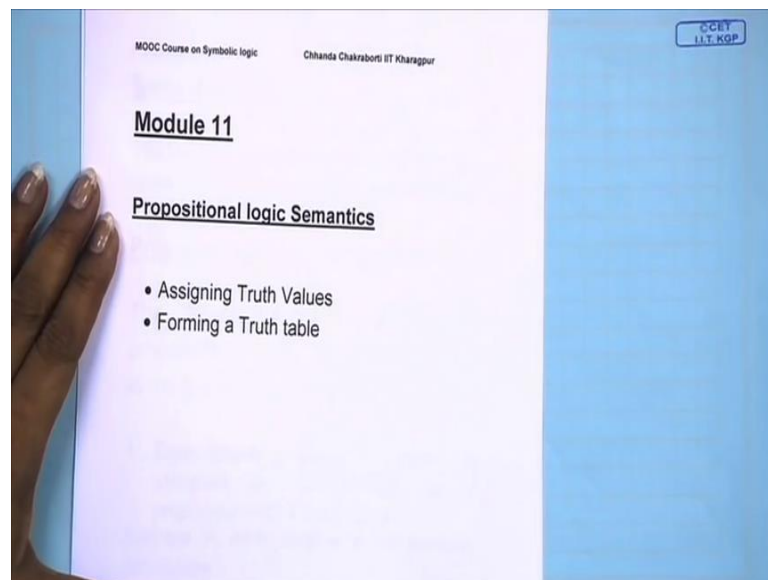 MOOC Course on Symbolic logic Chhanda Chakraborti IIT Kharagpur
©CET
I.I.T. KGP
Module 11
Propositional logic Semantics
• Assigning Truth Values
• Forming a Truth table